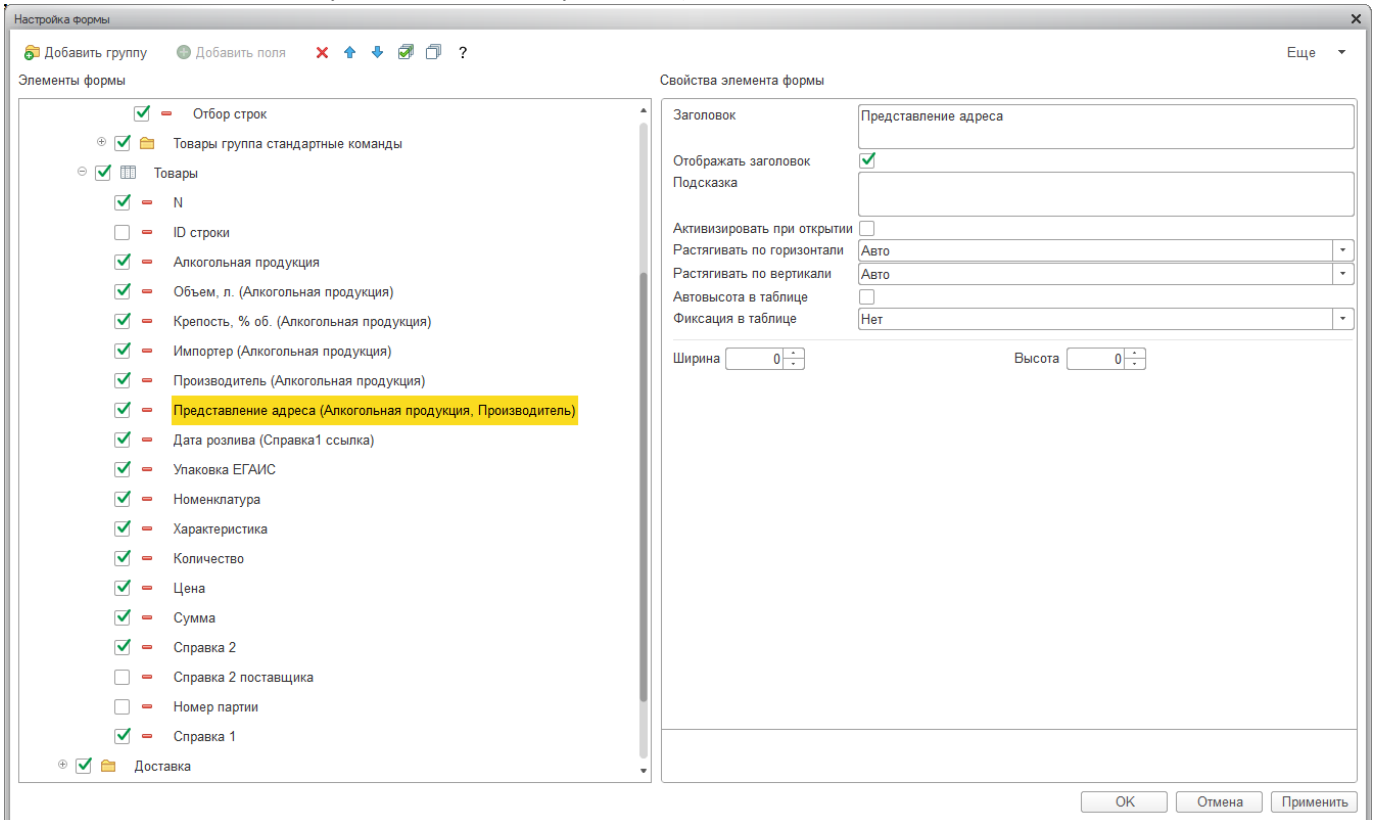 Настройка формы
Добавить группу Добавить поля ? Еще
Элементы формы
Свойства элемента формы
Отбор строк
Товары группа стандартные команды
Товары
N
ID строки
Алкогольная продукция
Объем, л. (Алкогольная продукция)
Крепость, % об. (Алкогольная продукция)
Импортер (Алкогольная продукция)
Производитель (Алкогольная продукция)
Представление адреса (Алкогольная продукция, Производитель)
Дата розлива (Справка1 ссылка)
Упаковка ЕГАИС
Номенклатура
Характеристика
Количество
Цена
Сумма
Справка 2
Справка 2 поставщика
Номер партии
Справка 1
Доставка
Заголовок Представление адреса
Отображать заголовок
Подсказка
Активизировать при открытии
Растягивать по горизонтали Авто
Растягивать по вертикали Авто
Автовысота в таблице
Фиксация в таблице Нет
Ширина 0 Высота 0
OK Отмена Применить